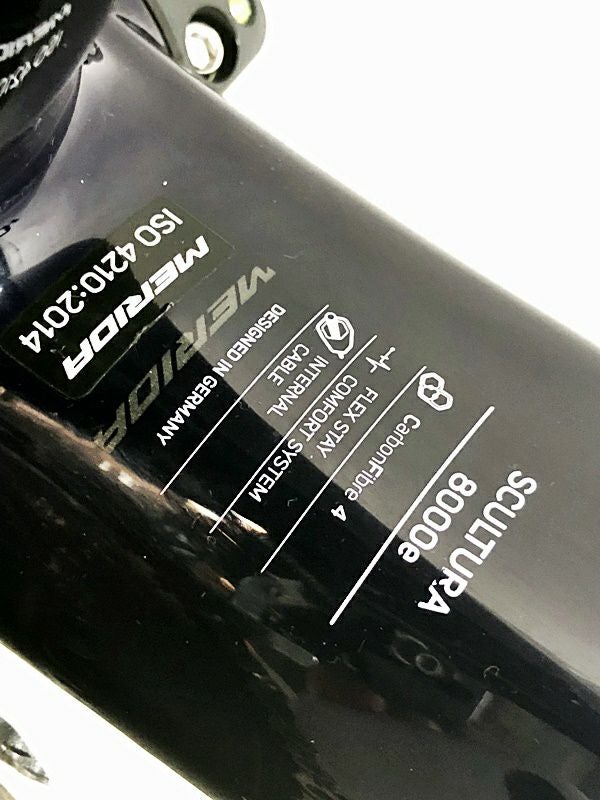 SCULTURA
8000e
CarbonFibre 4
FLEX STAY
COMFORT SYSTEM
INTERNAL
CABLE
DESIGNED IN GERMANY
MERIDA
MERIDA
ISO 4210:2014